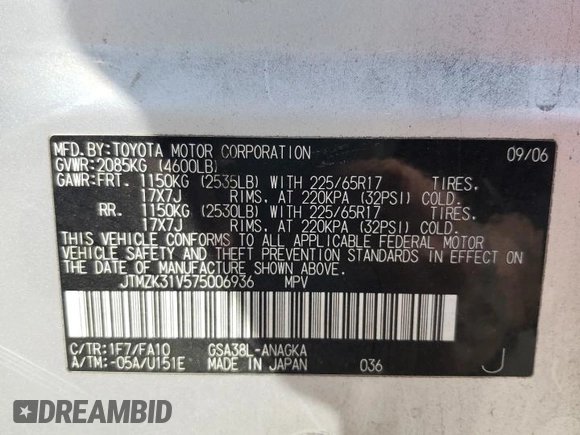 MFD.BY:TOYOTA MOTOR CORPORATION 09/06
GVWR:2085KG (4600LB)
GAWR:FRT. 1150KG (2535LB) WITH 225/65R17 TIRES.
17X7J RIMS. AT 220KPA (32PSI) COLD.
RR. 1150KG (2530LB) WITH 225/65R17 TIRES.
17X7J RIMS. AT 220KPA (32PSI) COLD.
THIS VEHICLE CONFORMS TO ALL APPLICABLE FEDERAL MOTOR
VEHICLE SAFETY AND THEFT PREVENTION STANDARDS IN EFFECT ON
THE DATE OF MANUFACTURE SHOWN ABOVE.
JTMZK31V575006936 MPV
C/TR:1F7/FA10 GSA38L-ANAGKA
A/TM:-05A/U151E MADE IN JAPAN 036 J
DREAMBID